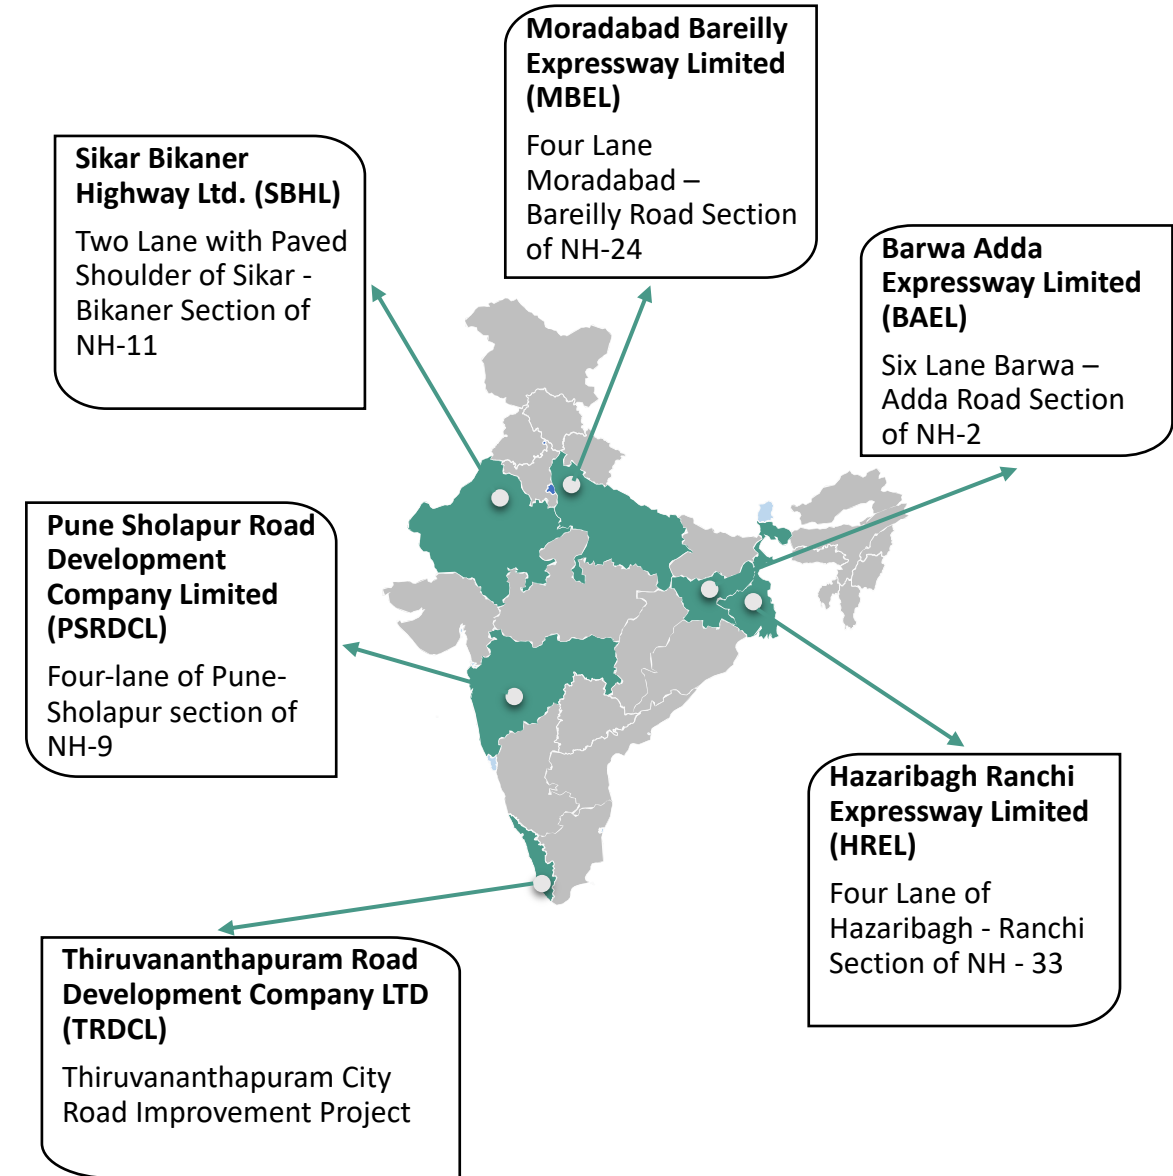 Moradabad Bareilly
Expressway Limited
(MBEL)
Four Lane
Moradabad –
Bareilly Road Section
of NH-24
Sikar Bikaner
Highway Ltd. (SBHL)
Two Lane with Paved
Shoulder of Sikar -
Bikaner Section of
NH-11
Barwa Adda
Expressway Limited
(BAEL)
Six Lane Barwa –
Adda Road Section
of NH-2
Pune Sholapur Road
Development
Company Limited
(PSRDCL)
Four-lane of Pune-
Sholapur section of
NH-9
Hazaribagh Ranchi
Expressway Limited
(HREL)
Four Lane of
Hazaribagh - Ranchi
Section of NH - 33
Thiruvananthapuram Road
Development Company LTD
(TRDCL)
Thiruvananthapuram City
Road Improvement Project